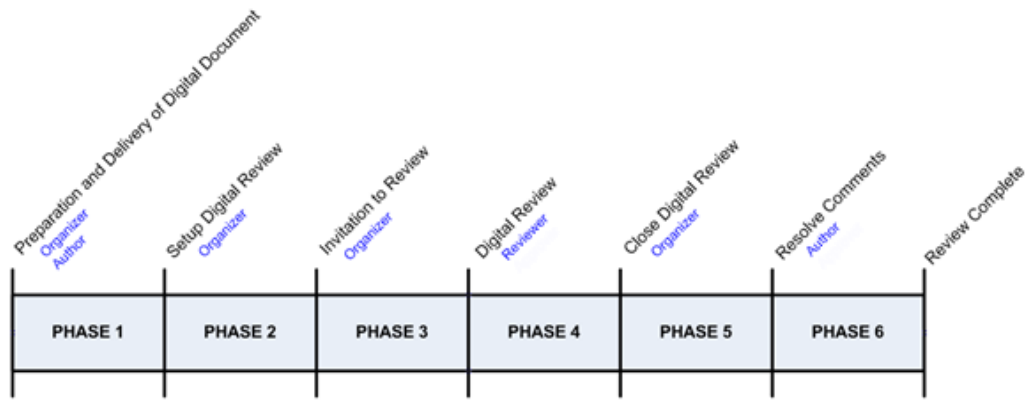 Preparation and Delivery of Digital Document
Organizer
Author
Setup Digital Review
Organizer
Invitation to Review
Organizer
Digital Review
Reviewer
Close Digital Review
Organizer
Resolve Comments
Author
Review Complete
PHASE 1
PHASE 2
PHASE 3
PHASE 4
PHASE 5
PHASE 6